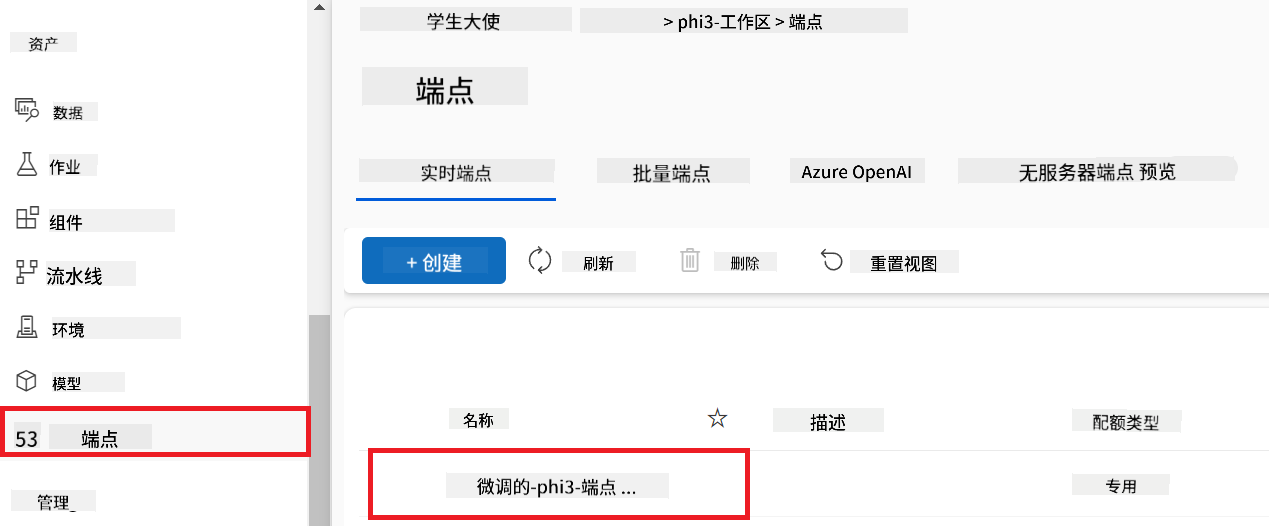 资产
数据
作业
组件
流水线
环境
模型
53 端点
管理
学生大使 > phi3-工作区 > 端点
端点
实时端点 批量端点 Azure OpenAI 无服务器端点 预览
+ 创建 刷新 删除 重置视图
名称 描述 配额类型
微调的-phi3-端点 ... 专用